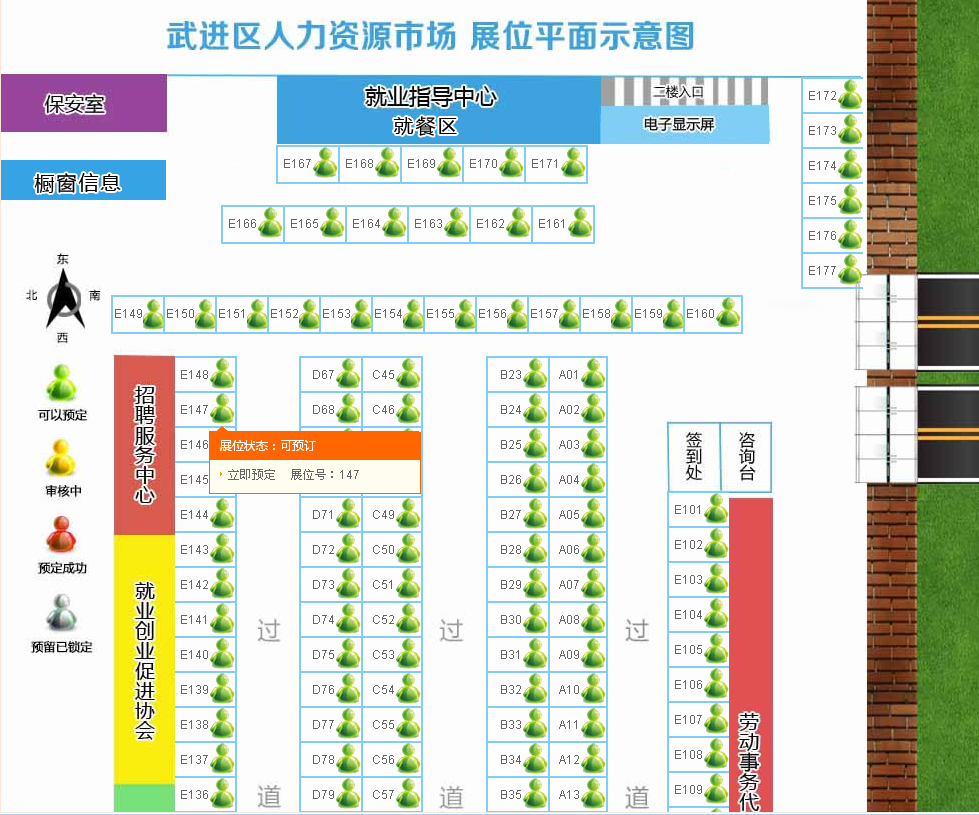 武进区人力资源市场 展位平面示意图
保安室
就业指导中心
就餐区
二楼入口
电子显示屏
橱窗信息
E172
E173
E174
E175
E176
E177
E167 E168 E169 E170 E171
E166 E165 E164 E163 E162 E161
东
北 南
西
E149 E150 E151 E152 E153 E154 E155 E156 E157 E158 E159 E160
可以预定
审核中
预定成功
预留已锁定
招聘服务中心
就业创业促进协会
E148 D67 C45 B23 A01
E147 D68 C46 B24 A02
E146 B25 A03
E145 B26 A04
展位状态：可预订
立即预定 展位号：147
E144 D71 C49 B27 A05
E143 D72 C50 B28 A06
E142 D73 C51 B29 A07
E141 D74 C52 B30 A08
E140 D75 C53 B31 A09
E139 D76 C54 B32 A10
E138 D77 C55 B33 A11
E137 D78 C56 B34 A12
E136 D79 C57 B35 A13
过 过 过
道 道 道
签到处
咨询台
E101
E102
E103
E104
E105
E106
E107
E108
E109
劳动事务代